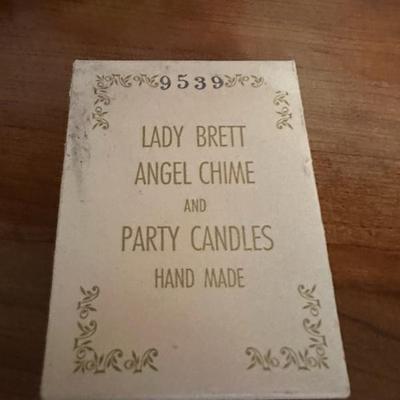 9539
LADY BRETT
ANGEL CHIME
AND
PARTY CANDLES
HAND MADE